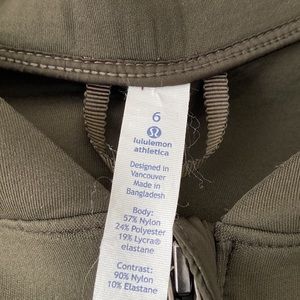 6
lululemon
athletica
Designed in
Vancouver
Made in
Bangladesh
Body:
57% Nylon
24% Polyester
19% Lycra®
elastane
Contrast:
90% Nylon
10% Elastane